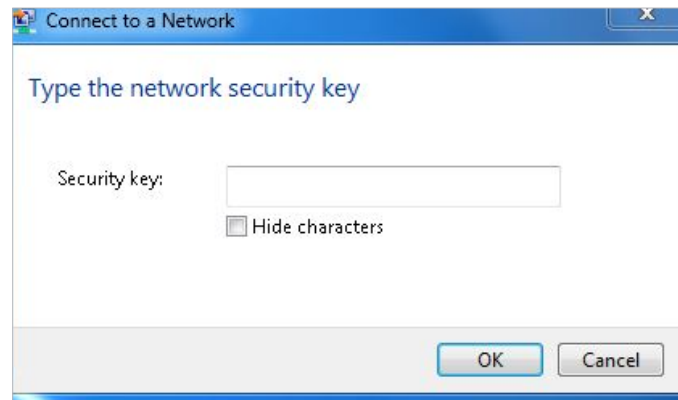 Connect to a Network
X
Type the network security key
Security key:
Hide characters
OK
Cancel